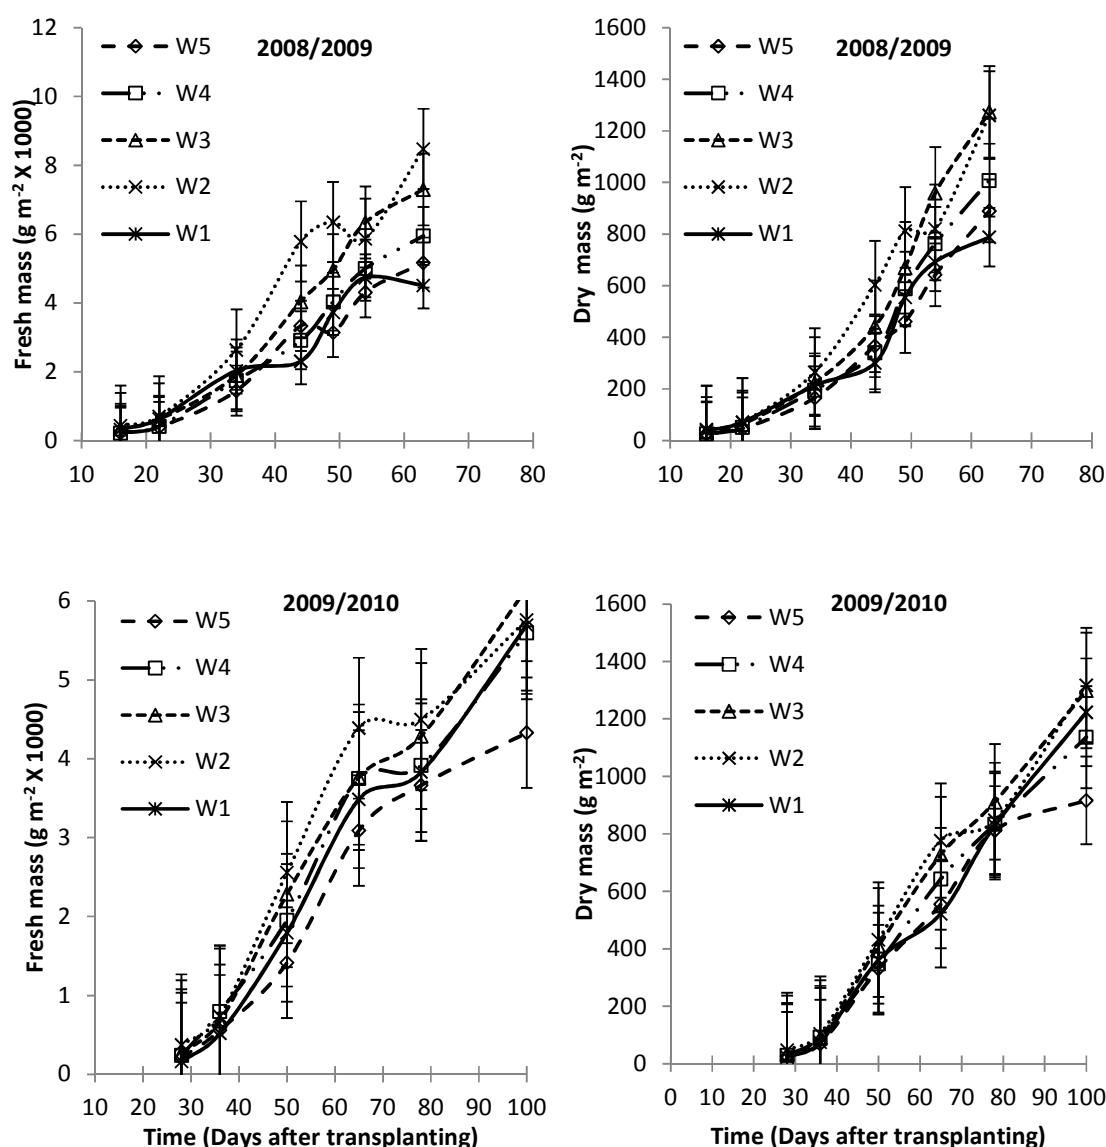 2008/2009
Fresh mass (g m-2 X 1000)
12
10
8
6
4
2
0
W5
W4
W3
W2
W1
10 20 30 40 50 60 70 80
2008/2009
Dry mass (g m-2)
1600
1400
1200
1000
800
600
400
200
0
W5
W4
W3
W2
W1
10 20 30 40 50 60 70 80
2009/2010
Fresh mass (g m-2 X 1000)
6
5
4
3
2
1
0
W5
W4
W3
W2
W1
10 20 30 40 50 60 70 80 90 100
Time (Days after transplanting)
2009/2010
Dry mass (g m-2)
1600
1400
1200
1000
800
600
400
200
0
W5
W4
W3
W2
W1
0 10 20 30 40 50 60 70 80 90 100
Time (Days after transplanting)